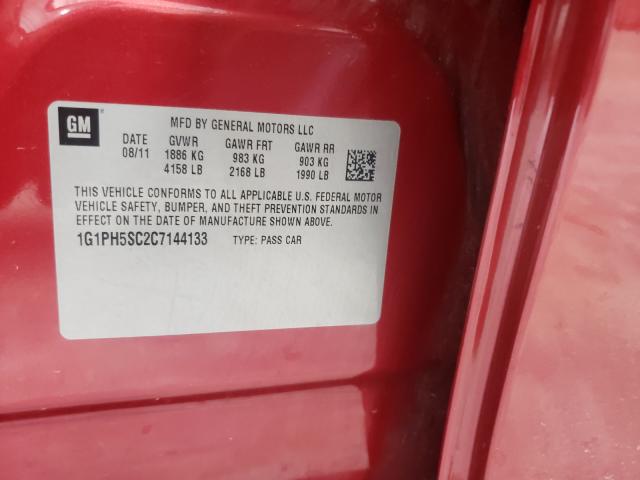 GM
MFD BY GENERAL MOTORS LLC
DATE GVWR GAWR FRT GAWR RR
08/11 1886 KG 983 KG 903 KG
4158 LB 2168 LB 1990 LB
THIS VEHICLE CONFORMS TO ALL APPLICABLE U.S. FEDERAL MOTOR
VEHICLE SAFETY, BUMPER, AND THEFT PREVENTION STANDARDS IN
EFFECT ON THE DATE OF MANUFACTURE SHOWN ABOVE.
1G1PH5SC2C7144133 TYPE: PASS CAR